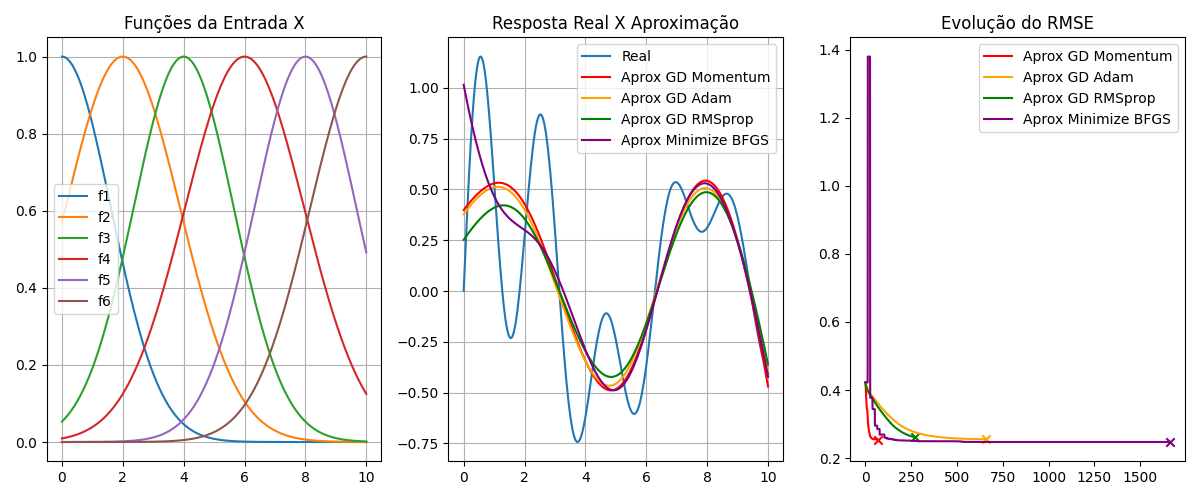 Funções da Entrada X
1.0
0.8
0.6
0.4
0.2
0.0
f1
f2
f3
f4
f5
f6
0 2 4 6 8 10
Resposta Real X Aproximação
1.00
0.75
0.50
0.25
0.00
−0.25
−0.50
−0.75
Real
Aprox GD Momentum
Aprox GD Adam
Aprox GD RMSprop
Aprox Minimize BFGS
0 2 4 6 8 10
Evolução do RMSE
1.4
1.2
1.0
0.8
0.6
0.4
0.2
Aprox GD Momentum
Aprox GD Adam
Aprox GD RMSprop
Aprox Minimize BFGS
0 250 500 750 1000 1250 1500